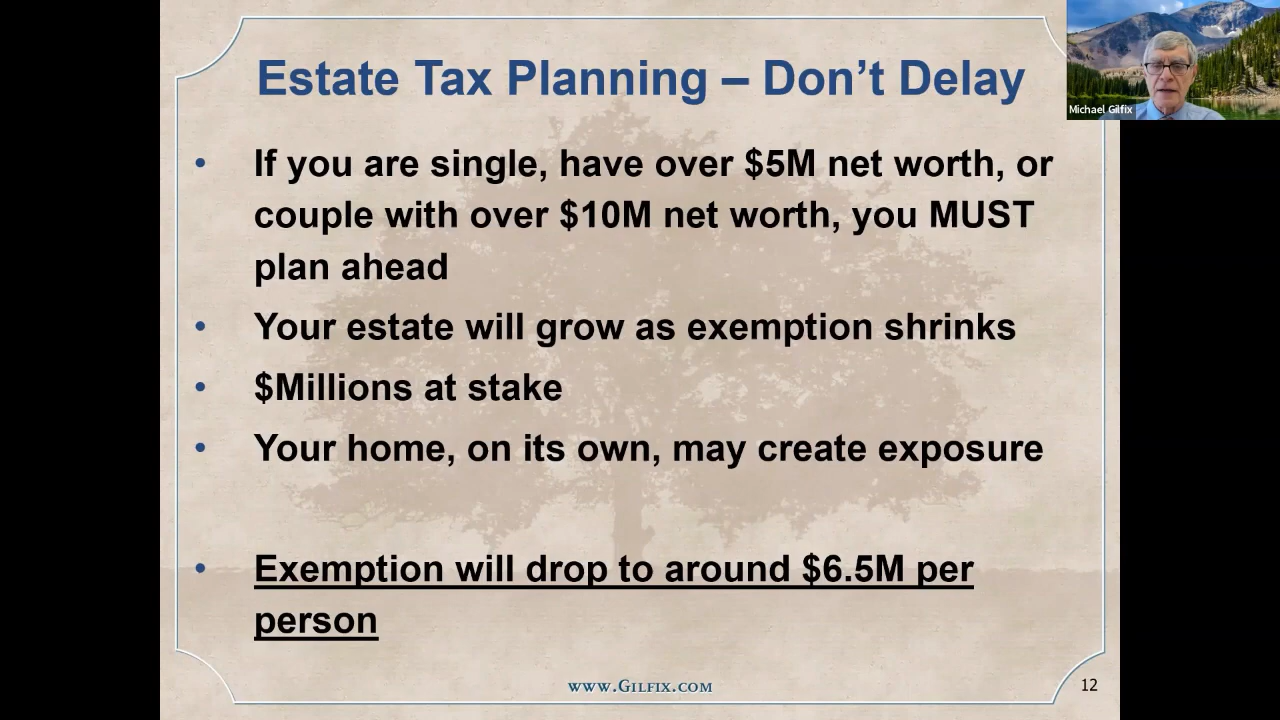 Estate Tax Planning – Don’t Delay
Michael Gilfix
• If you are single, have over $5M net worth, or
couple with over $10M net worth, you MUST
plan ahead
• Your estate will grow as exemption shrinks
• $Millions at stake
• Your home, on its own, may create exposure
• Exemption will drop to around $6.5M per
person
www.Gilfix.com
12